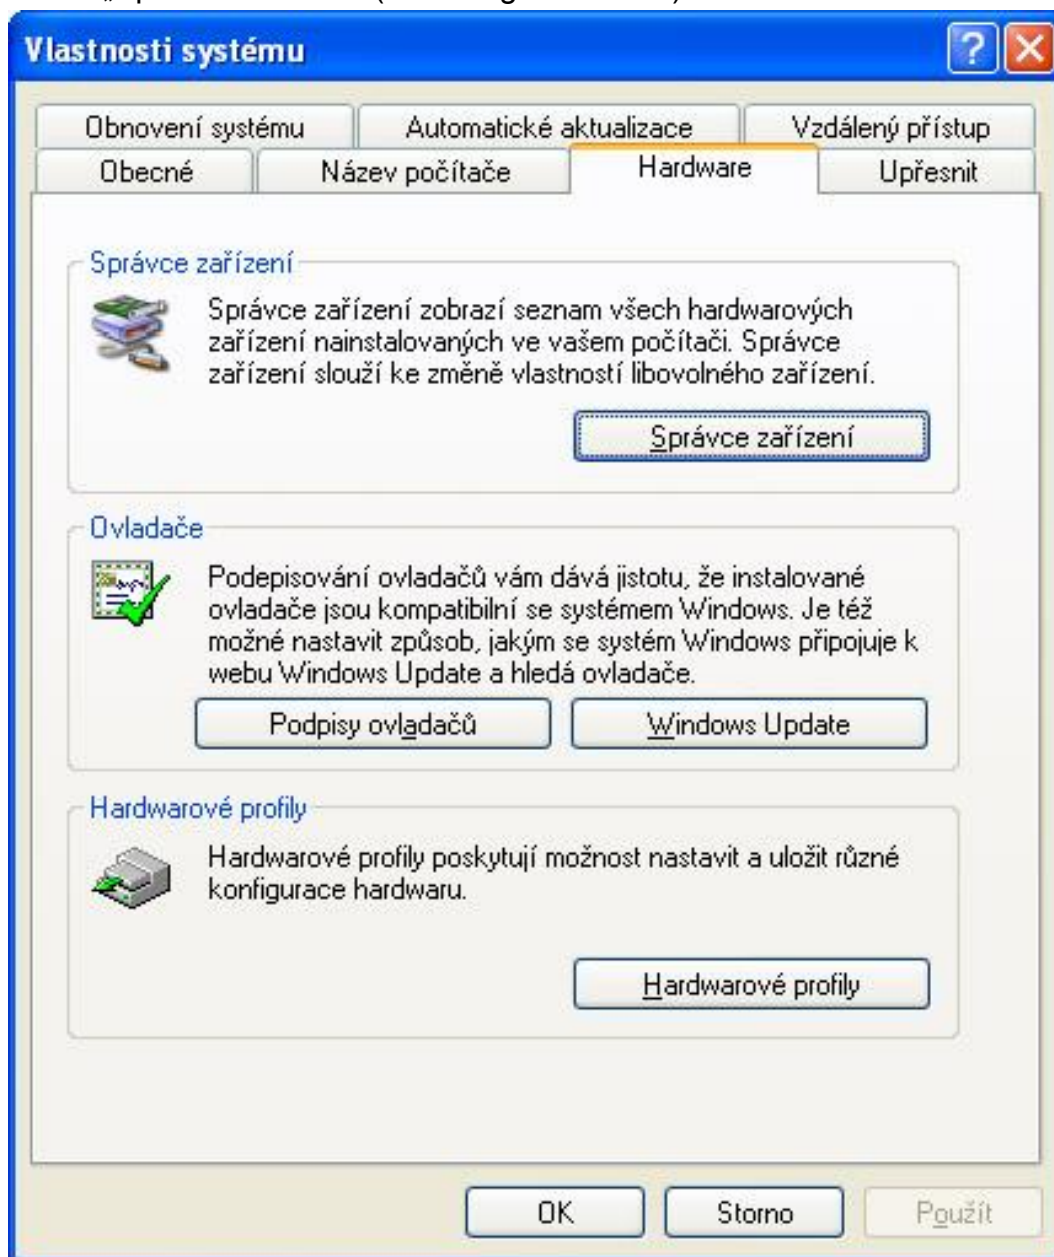 Vlastnosti systému
Obnovení systému
Automatické aktualizace
Vzdálený přístup
Obecné
Název počítače
Hardware
Upřesnit
Správce zařízení
Správce zařízení zobrazí seznam všech hardwarových
zařízení nainstalovaných ve vašem počítači. Správce
zařízení slouží ke změně vlastností libovolného zařízení.
Správce zařízení
Ovladače
Podepisování ovladačů vám dává jistotu, že instalované
ovladače jsou kompatibilní se systémem Windows. Je též
možné nastavit způsob, jakým se systém Windows připojuje k
webu Windows Update a hledá ovladače.
Podpisy ovladačů
Windows Update
Hardwarové profily
Hardwarové profily poskytují možnost nastavit a uložit různé
konfigurace hardwaru.
Hardwarové profily
OK
Storno
Použít